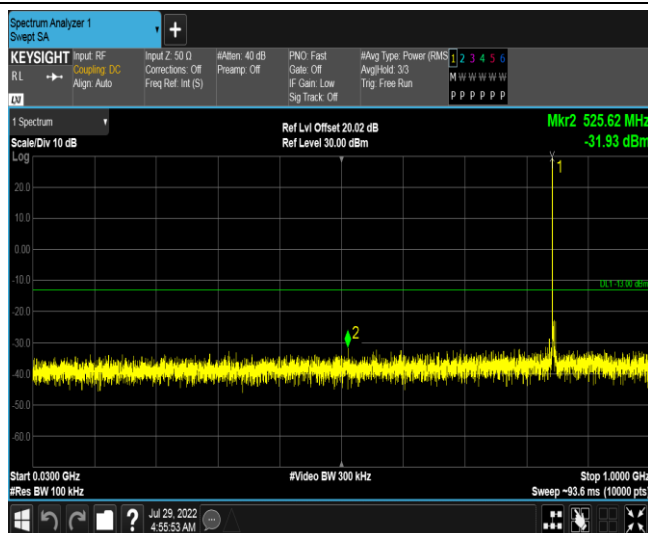 Spectrum Analyzer 1
Swept SA
+
KEYSIGHT
RL
LXI
Input: RF
Coupling: DC
Align: Auto
Input Z: 50 Ω
Corrections: Off
Freq Ref: Int (S)
#Atten: 40 dB
Preamp: Off
PNO: Fast
Gate: Off
IF Gain: Low
Sig Track: Off
#Avg Type: Power (RMS
Avg|Hold: 3/3
Trig: Free Run
1 2 3 4 5 6
M W W W W W
P P P P P P
1 Spectrum
Scale/Div 10 dB
Ref Lvl Offset 20.02 dB
Ref Level 30.00 dBm
Mkr2 525.62 MHz
-31.93 dBm
Log
1
20.0
10.0
0.00
-10.0
DL1 -13.00 dBm
-20.0
-30.0
2
-40.0
-50.0
-60.0
Start 0.0300 GHz
#Res BW 100 kHz
#Video BW 300 kHz
Stop 1.0000 GHz
Sweep ~93.6 ms (10000 pts)
?
Jul 29, 2022
4:55:53 AM